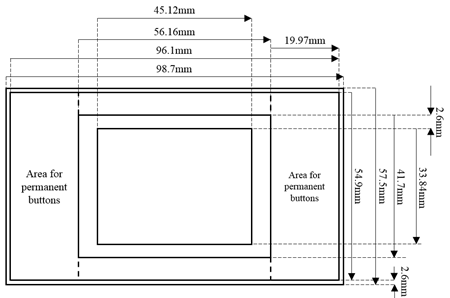 45.12mm
56.16mm
19.97mm
96.1mm
98.7mm
2.6mm
Area for
permanent
buttons
Area for
permanent
buttons
54.9mm
57.5mm
41.7mm
33.84mm
2.6mm